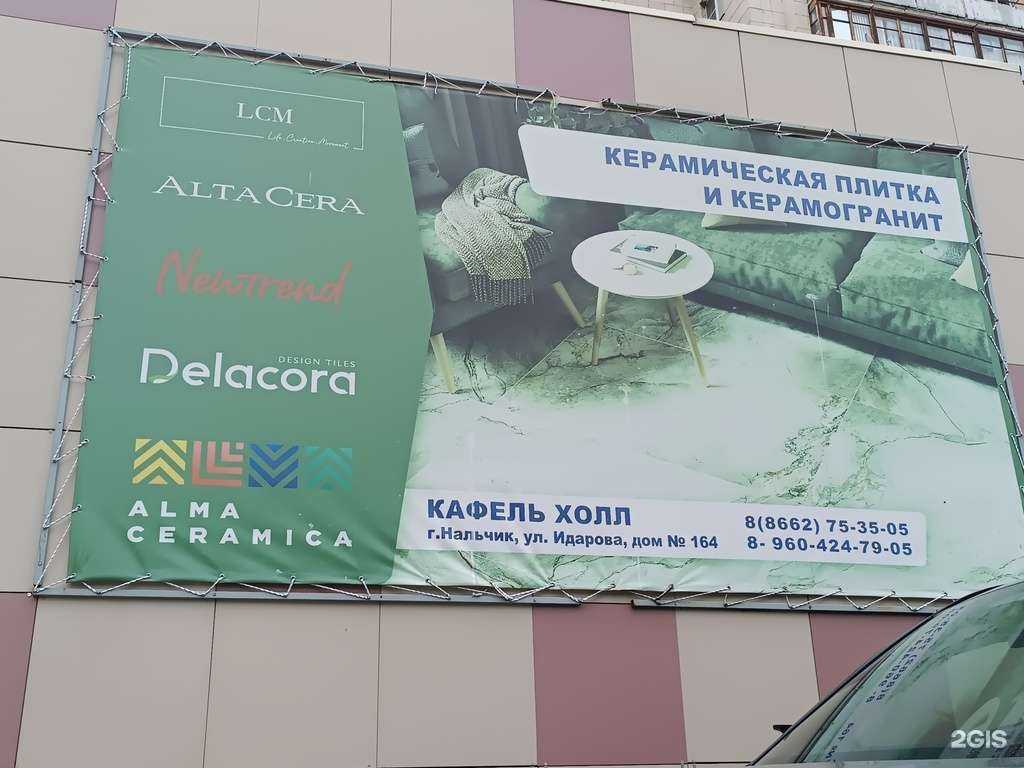 LCM
Life. Creation. Movement.
ALTACERA
Newtrend
DESIGN TILES
Delacora
ALMA
CERAMICA
КЕРАМИЧЕСКАЯ ПЛИТКА
И КЕРАМОГРАНИТ
КАФЕЛЬ ХОЛЛ
г.Нальчик, ул. Идарова, дом № 164
8(8662) 75-35-05
8- 960-424-79-05
2GIS